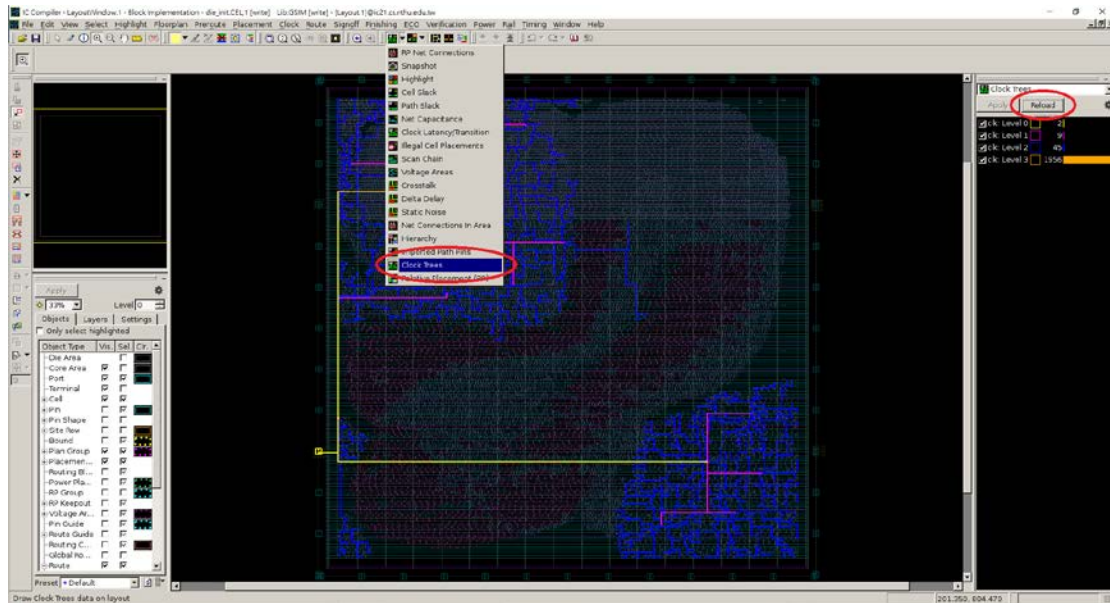 IC Compiler - LayoutWindow.1 - Block Implementation - die_init.CEL;1 [write] Lib:GSIM [write] - [Layout.1]@ic21.cs.nthu.edu.tw
File Edit View Select Highlight Floorplan Preroute Placement Clock Route Signoff Finishing ECO Verification Power Rail Timing Window Help
RP Net Connections
Snapshot
Highlight
Cell Slack
Path Slack
Net Capacitance
Clock Latency/Transition
Illegal Cell Placements
Scan Chain
Voltage Areas
Crosstalk
Delta Delay
Static Noise
Net Connections In Area
Hierarchy
Imported Path Pins
Clock Trees
Clock Trees
Apply Reload
clk: Level 0 2
clk: Level 1 9
clk: Level 2 45
clk: Level 3 1956
Apply
33% Level 0
Objects Layers Settings
Only select highlighted
Object Type Vis. Sel. Clr.
Die Area
Core Area
Port
Terminal
Cell
Pin
Pin Shape
Site Row
Bound
Plan Group
Placemen...
Routing Bl...
Power Pla...
RP Group
RP Keepout
Voltage Ar...
Pin Guide
Route Guide
Routing C...
Global Ro...
Route
Preset Default
Draw Clock Trees data on layout
201.350, 804.470